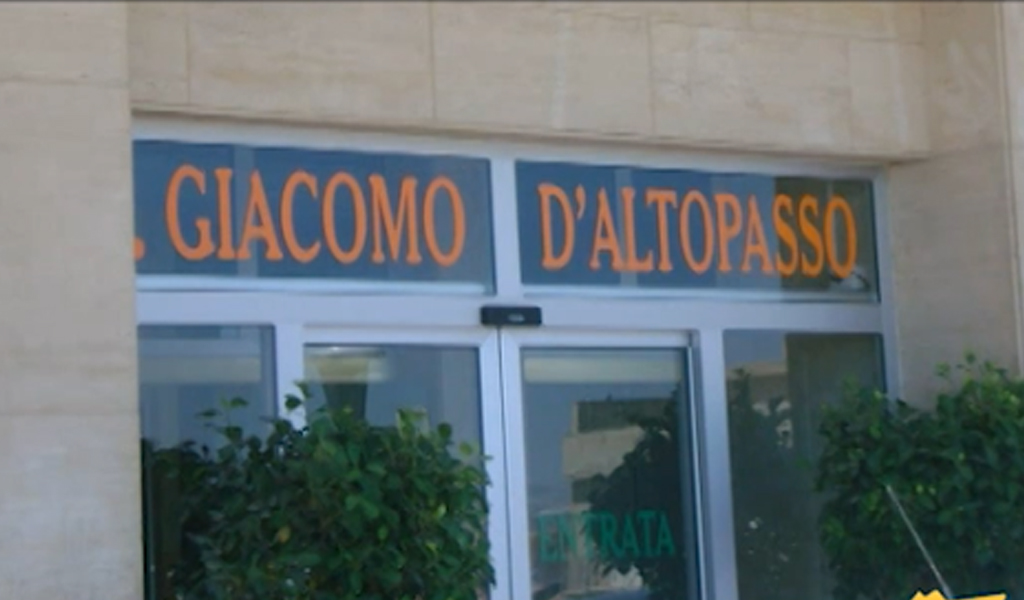 . GIACOMO D'ALTOPASSO
ENTRATA